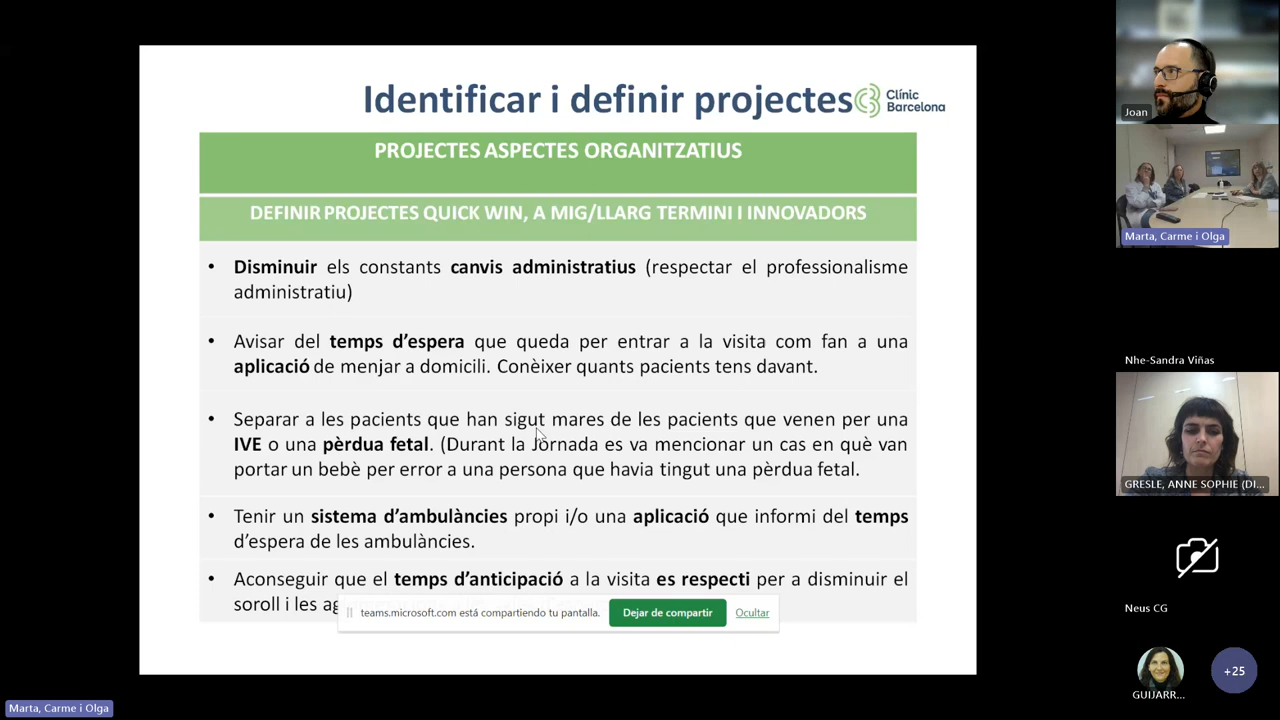 Identificar i definir projectes
Clínic
Barcelona
PROJECTES ASPECTES ORGANITZATIUS
DEFINIR PROJECTES QUICK WIN, A MIG/LLARG TERMINI I INNOVADORS
• Disminuir els constants canvis administratius (respectar el professionalisme
administratiu)
• Avisar del temps d’espera que queda per entrar a la visita com fan a una
aplicació de menjar a domicili. Conèixer quants pacients tens davant.
• Separar a les pacients que han sigut mares de les pacients que venen per una
IVE o una pèrdua fetal. (Durant la Jornada es va mencionar un cas en què van
portar un bebè per error a una persona que havia tingut una pèrdua fetal.
• Tenir un sistema d’ambulàncies propi i/o una aplicació que informi del temps
d’espera de les ambulàncies.
• Aconseguir que el temps d’anticipació a la visita es respecti per a disminuir el
soroll i les
teams.microsoft.com está compartiendo tu pantalla.
Dejar de compartir
Ocultar
Joan
Marta, Carme i Olga
Nhe-Sandra Viñas
GRESLE, ANNE SOPHIE (DI...
Neus CG
GUIJARR...
+25
Marta, Carme i Olga